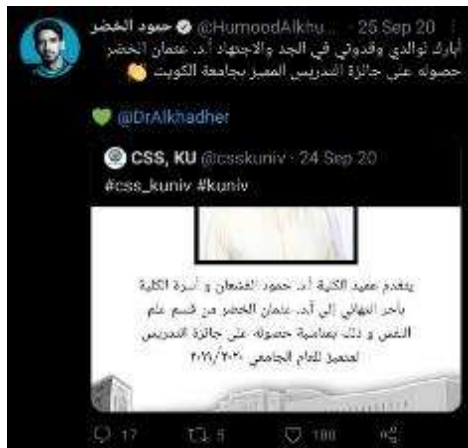 حمود الخضر @HumoodAlkhu... · 25 Sep 20
أبارك لوالدي وقدوتي في الجد والاجتهاد أ.د. عثمان الخضر
حصوله على جائزة التدريس المميز بجامعة الكويت 👏
💚 @DrAlkhadher
CSS, KU @csskuniv · 24 Sep 20
#css_kuniv #kuniv
يتقدم عميد الكلية أ.د. حمود القشعان و أسرة الكلية
بأحر التهاني إلى أ.د. عثمان الخضر من قسم علم
النفس و ذلك بمناسبة حصوله على جائزة التدريس
المتميز للعام الجامعي ٢٠١٩/٢٠٢٠
17 5 180